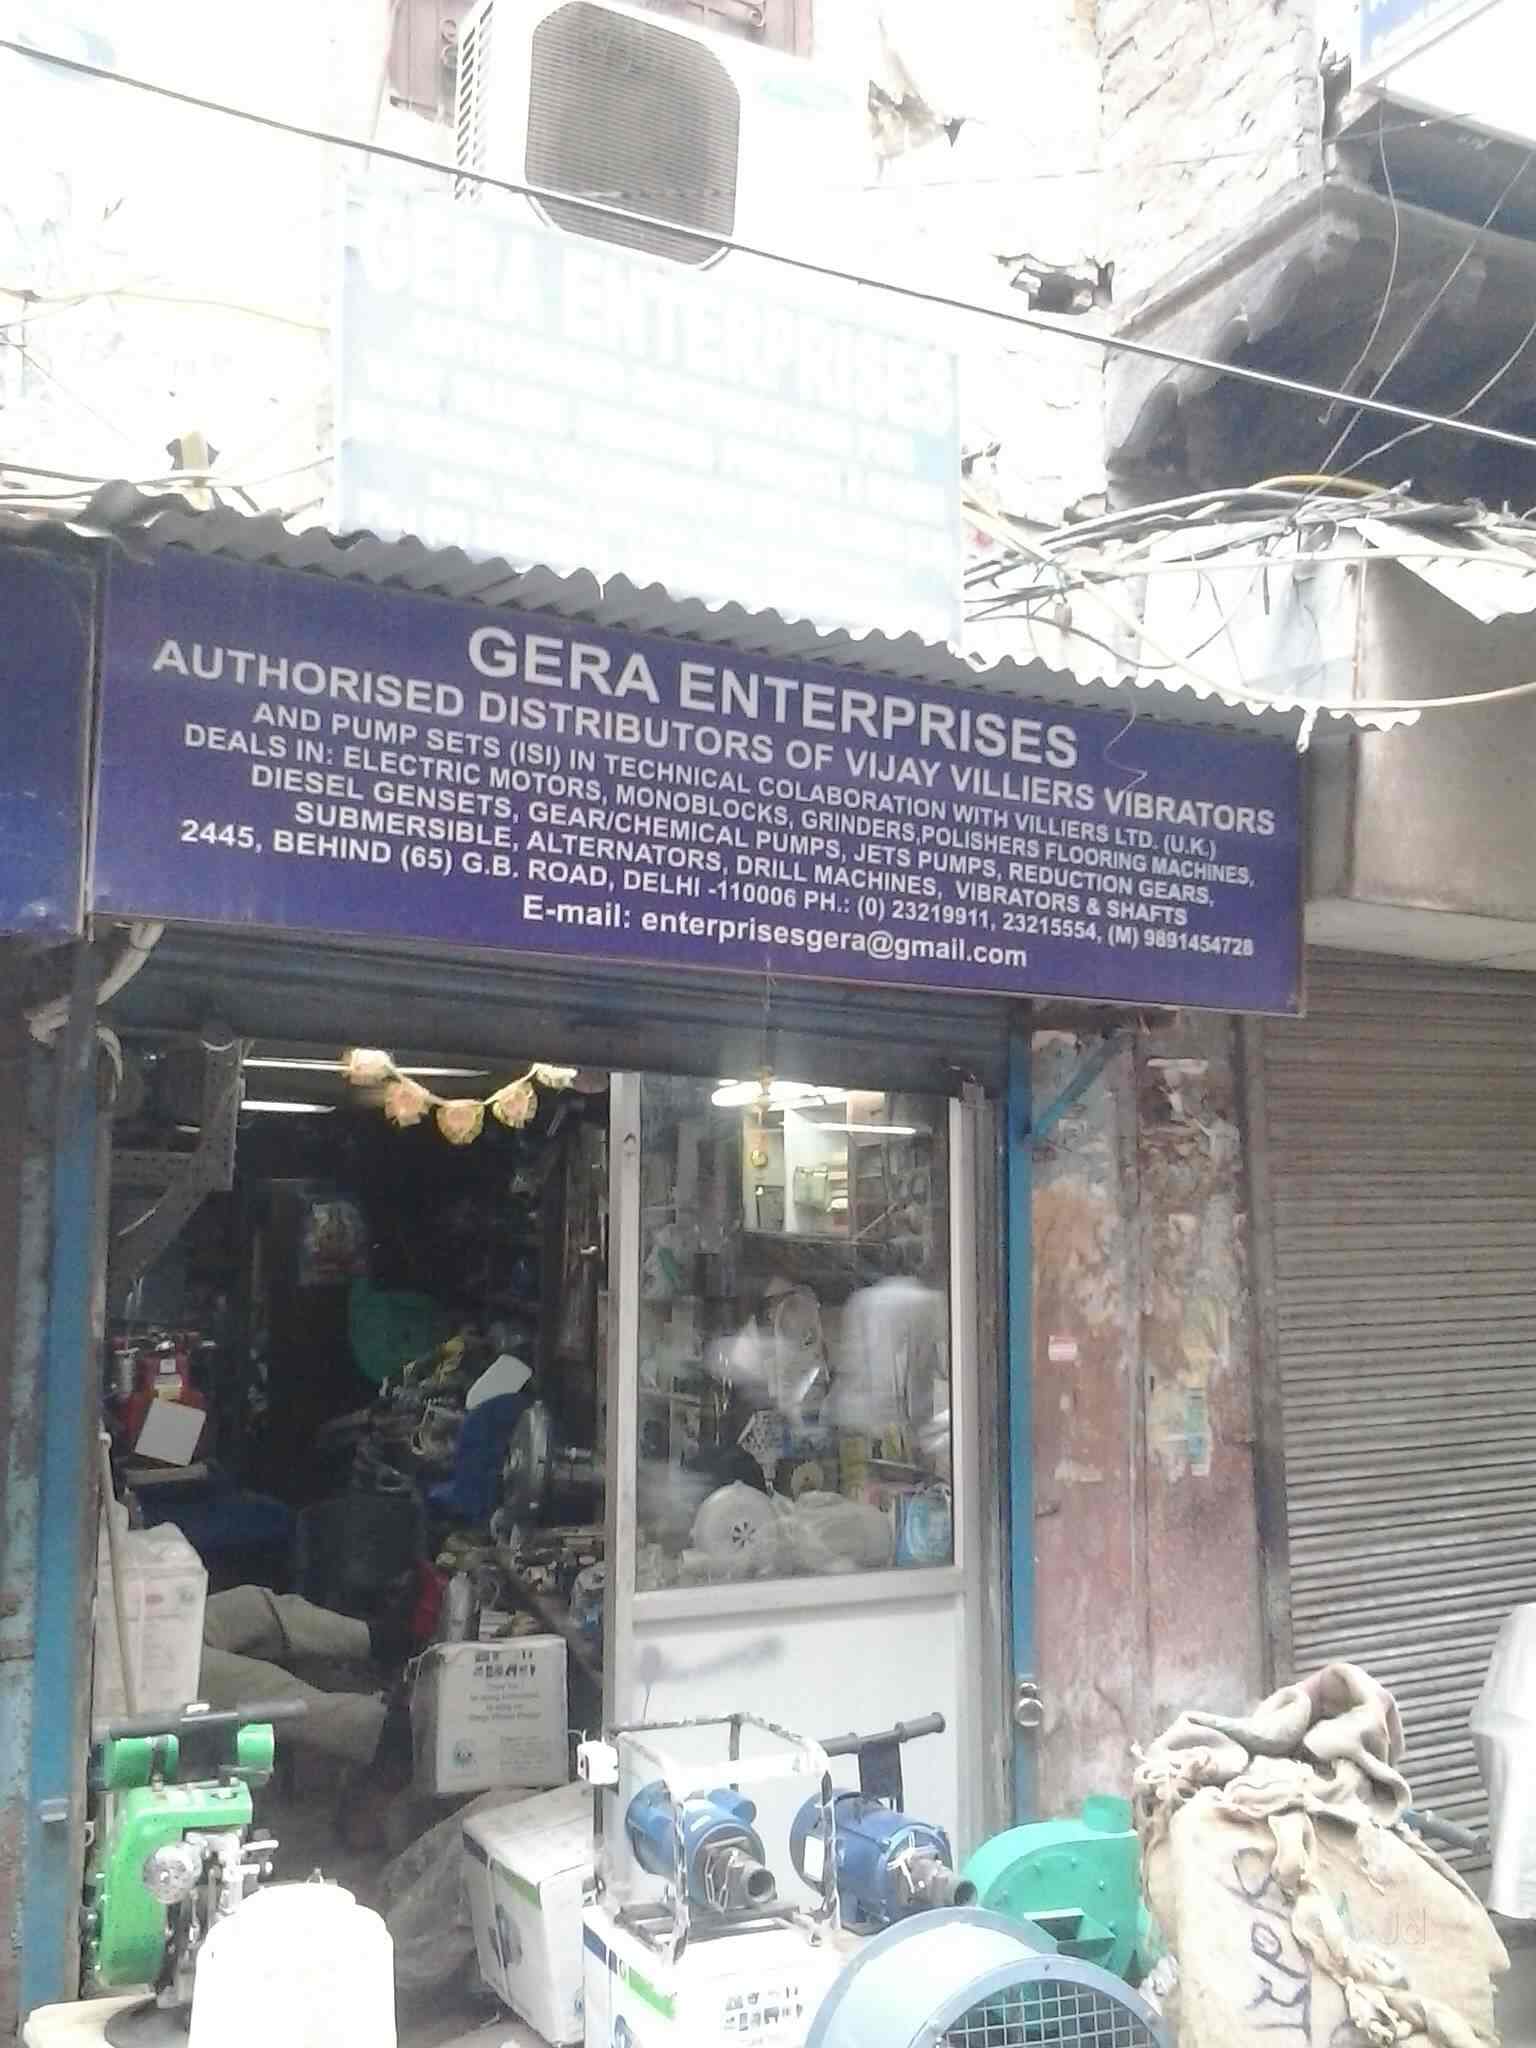 GERA ENTERPRISES
GERA ENTERPRISES
AUTHORISED DISTRIBUTORS OF VIJAY VILLIERS VIBRATORS
AND PUMP SETS (ISI) IN TECHNICAL COLABORATION WITH VILLIERS LTD. (U.K.)
DEALS IN: ELECTRIC MOTORS, MONOBLOCKS, GRINDERS,POLISHERS FLOORING MACHINES,
DIESEL GENSETS, GEAR/CHEMICAL PUMPS, JETS PUMPS, REDUCTION GEARS,
SUBMERSIBLE, ALTERNATORS, DRILL MACHINES, VIBRATORS & SHAFTS
2445, BEHIND (65) G.B. ROAD, DELHI -110006 PH.: (0) 23219911, 23215554, (M) 9891454728
E-mail: enterprisesgera@gmail.com